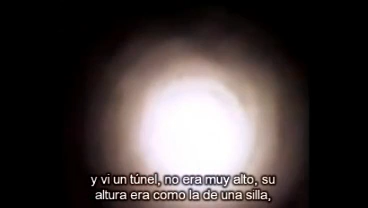 y vi un túnel, no era muy alto, su
altura era como la de una silla,